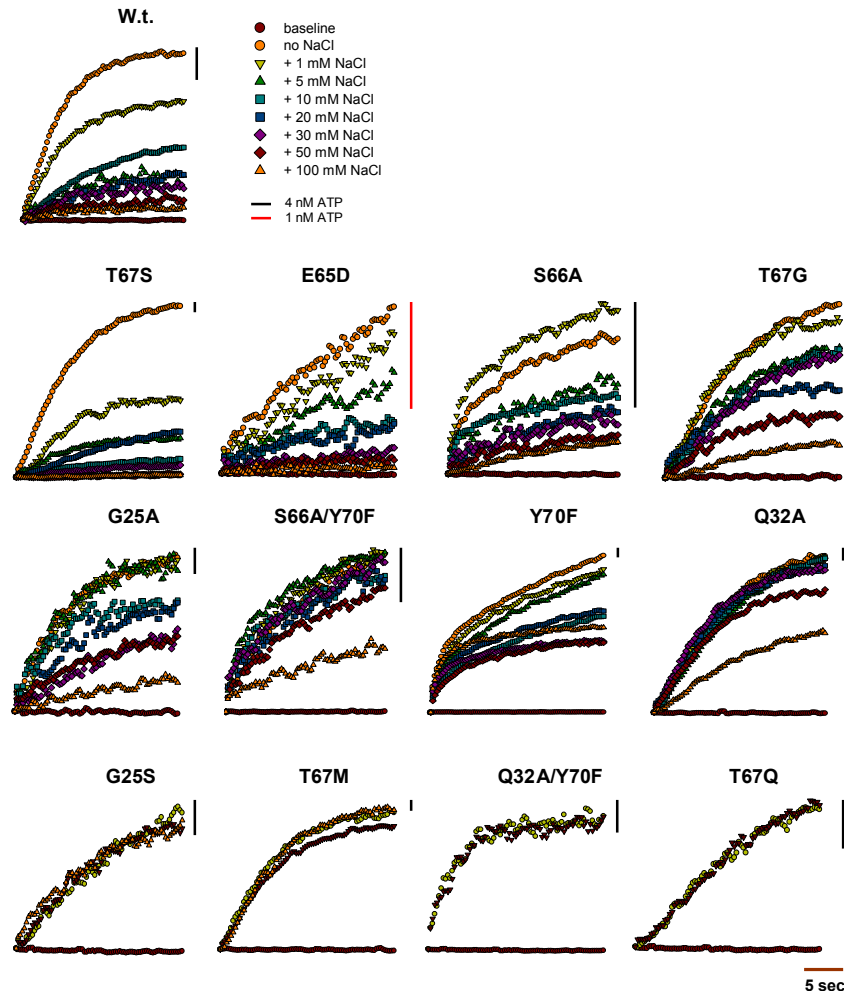 W.t.
baseline
no NaCl
+ 1 mM NaCl
+ 5 mM NaCl
+ 10 mM NaCl
+ 20 mM NaCl
+ 30 mM NaCl
+ 50 mM NaCl
+ 100 mM NaCl
4 nM ATP
1 nM ATP
T67S E65D S66A T67G
G25A S66A/Y70F Y70F Q32A
G25S T67M Q32A/Y70F T67Q
5 sec